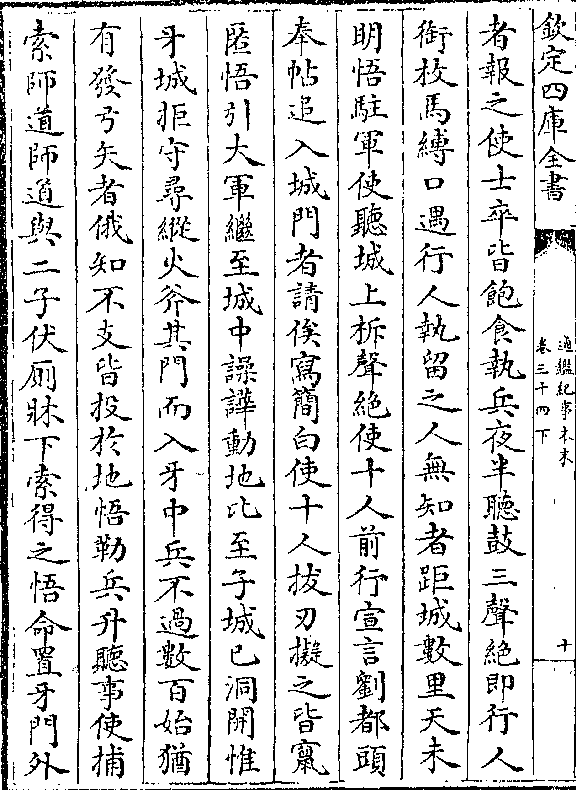 欽定四庫全書
通鑑紀事本末
卷三十四下
十
者報之使士卒皆飽食執兵夜半聽鼓三聲絶即行人
銜枚馬縛口遇行人執留之人無知者距城數里天未
明悟駐軍使聽城上柝聲絶使十人前行宣言劉都頭
奉帖追入城門者請俟寫簡白使十人拔刃擬之皆竄
匿悟引大軍繼至城中譟譁動地比至子城已洞開惟
牙城拒守尋縱火斧其門而入牙中兵不過數百始猶
有發弓矢者俄知不支皆投於地悟勒兵升聽事使捕
索師道師道與二子伏厠牀下索得之悟命置牙門外